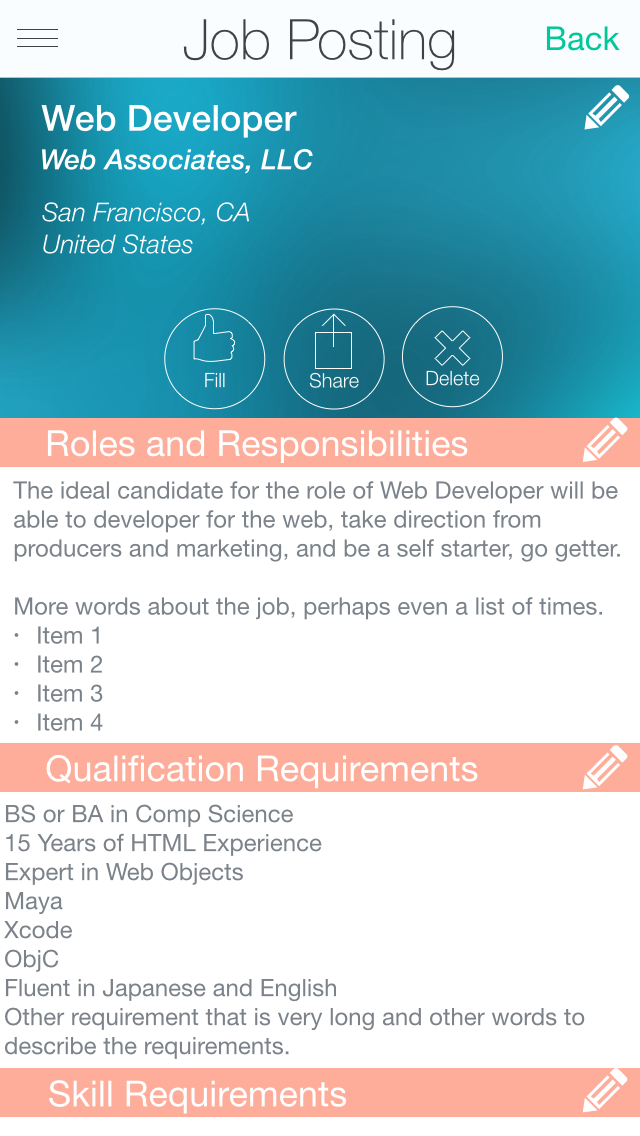 Job Posting
Back
Web Developer
Web Associates, LLC
San Francisco, CA
United States
Fill
Share
Delete
Roles and Responsibilities
The ideal candidate for the role of Web Developer will be
able to developer for the web, take direction from
producers and marketing, and be a self starter, go getter.
More words about the job, perhaps even a list of times.
• Item 1
• Item 2
• Item 3
• Item 4
Qualification Requirements
BS or BA in Comp Science
15 Years of HTML Experience
Expert in Web Objects
Maya
Xcode
ObjC
Fluent in Japanese and English
Other requirement that is very long and other words to
describe the requirements.
Skill Requirements